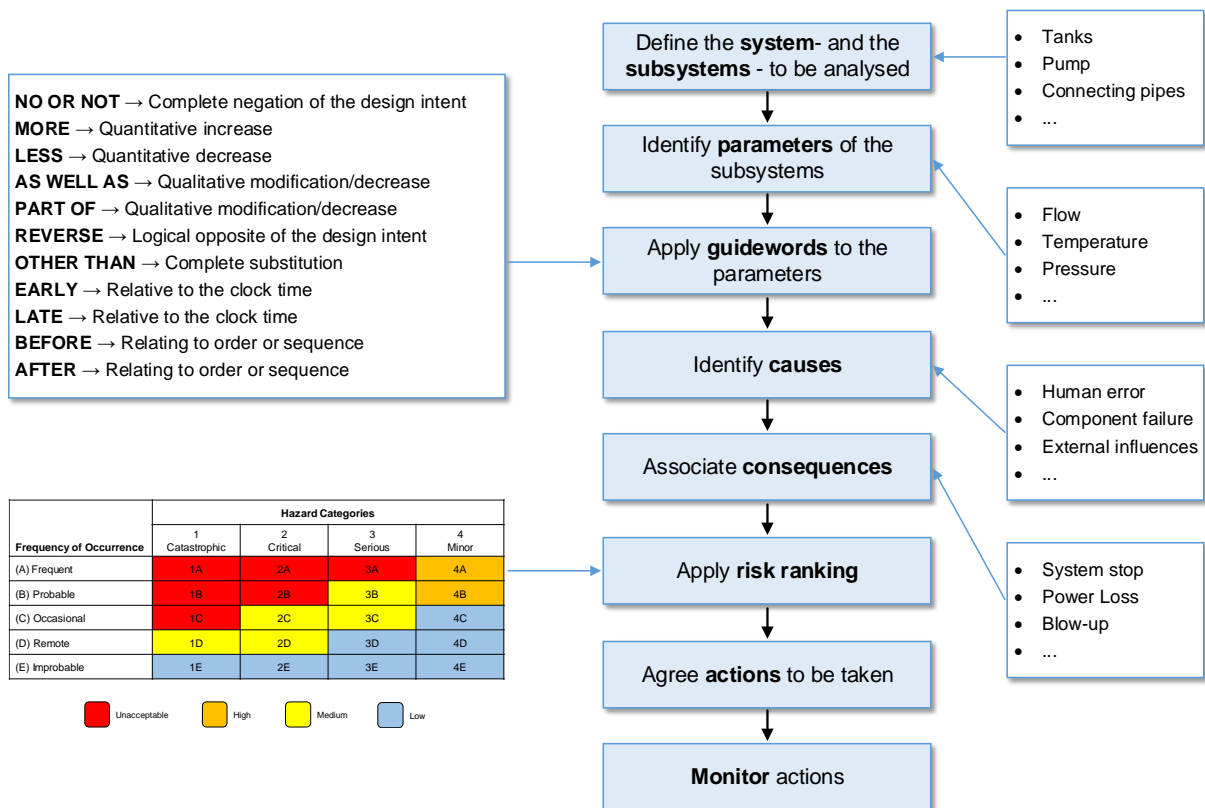 Define the system- and the
subsystems - to be analysed
• Tanks
• Pump
• Connecting pipes
• ...
NO OR NOT → Complete negation of the design intent
MORE → Quantitative increase
LESS → Quantitative decrease
AS WELL AS → Qualitative modification/decrease
PART OF → Qualitative modification/decrease
REVERSE → Logical opposite of the design intent
OTHER THAN → Complete substitution
EARLY → Relative to the clock time
LATE → Relative to the clock time
BEFORE → Relating to order or sequence
AFTER → Relating to order or sequence
Identify parameters of the
subsystems
• Flow
• Temperature
• Pressure
• ...
Apply guidewords to the
parameters
Identify causes
• Human error
• Component failure
• External influences
• ...
Associate consequences
• System stop
• Power Loss
• Blow-up
• ...
Hazard Categories
Frequency of Occurrence
1
Catastrophic
2
Critical
3
Serious
4
Minor
(A) Frequent 1A 2A 3A 4A
(B) Probable 1B 2B 3B 4B
(C) Occasional 1C 2C 3C 4C
(D) Remote 1D 2D 3D 4D
(E) Improbable 1E 2E 3E 4E
Unacceptable High Medium Low
Apply risk ranking
Agree actions to be taken
Monitor actions